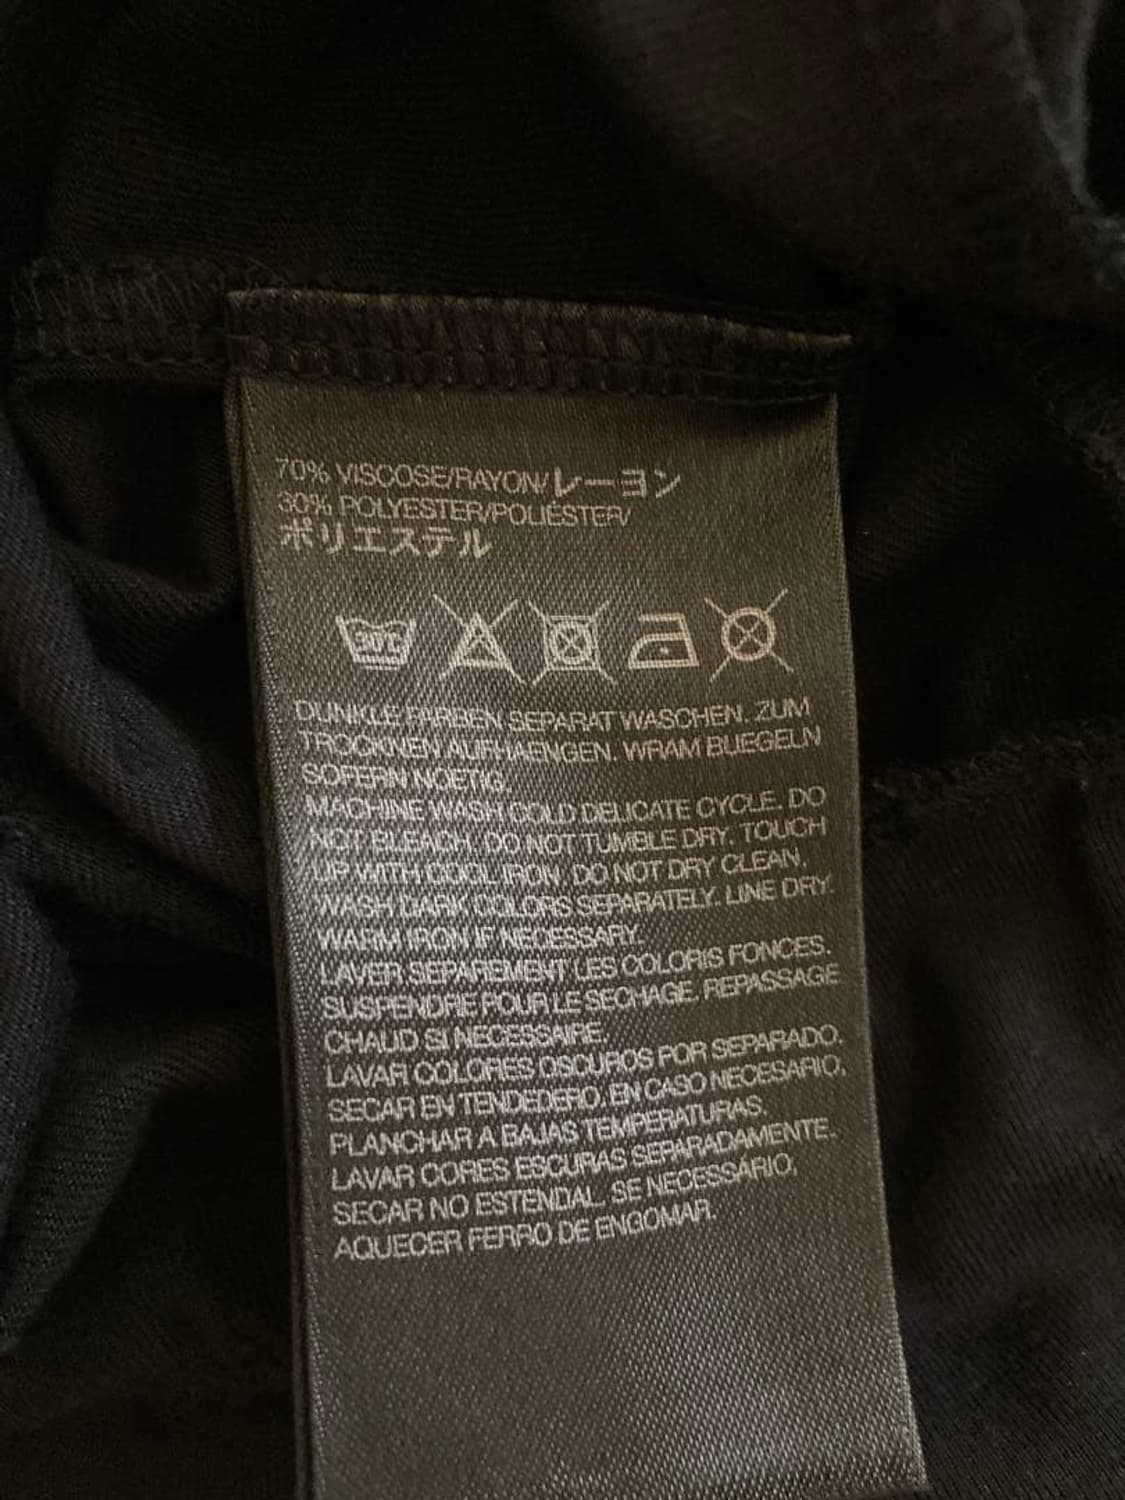 70% VISCOSE/RAYON/レーヨン
30% POLYESTER/POLIÉSTER/
ポリエステル
30C
DUNKLE FARBEN SEPARAT WASCHEN. ZUM
TROCKNEN AUFHAENGEN. WRAM BUEGELN
SOFERN NOETIG.
MACHINE WASH COLD DELICATE CYCLE. DO
NOT BLEACH. DO NOT TUMBLE DRY. TOUCH
UP WITH COOL IRON. DO NOT DRY CLEAN.
WASH DARK COLORS SEPARATELY. LINE DRY.
WARM IRON IF NECESSARY.
LAVER SEPAREMENT LES COLORIS FONCES.
SUSPENDRE POUR LE SECHAGE. REPASSAGE
CHAUD SI NECESSAIRE.
LAVAR COLORES OSCUROS POR SEPARADO.
SECAR EN TENDEDERO. EN CASO NECESARIO,
PLANCHAR A BAJAS TEMPERATURAS.
LAVAR CORES ESCURAS SEPARADAMENTE.
SECAR NO ESTENDAL. SE NECESSÁRIO,
AQUECER FERRO DE ENGOMAR.